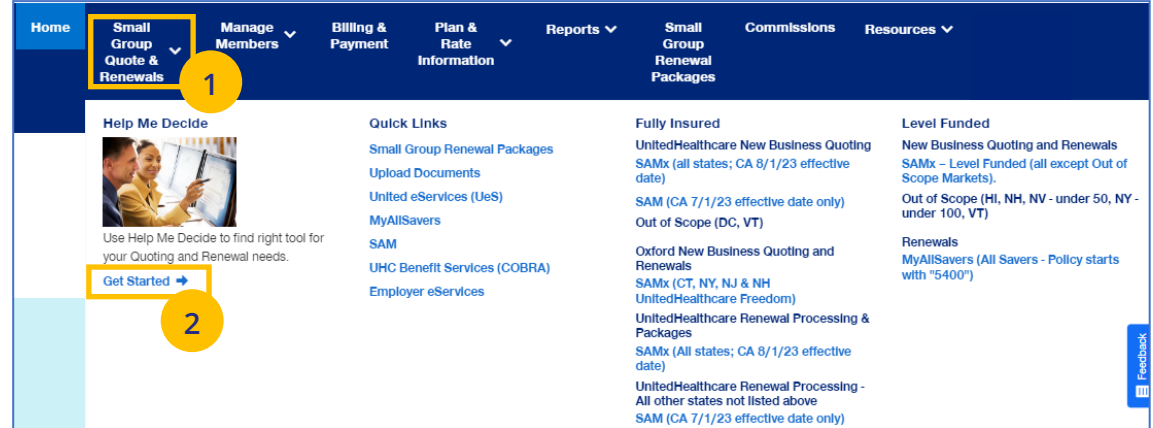 Home
Small
Group
Quote &
Renewals
Manage
Members
Billing &
Payment
Plan &
Rate
Information
Reports
Small
Group
Renewal
Packages
Commissions
Resources
1
Help Me Decide
Use Help Me Decide to find right tool for
your Quoting and Renewal needs.
Get Started
2
Quick Links
Small Group Renewal Packages
Upload Documents
United eServices (UeS)
MyAllSavers
SAM
UHC Benefit Services (COBRA)
Employer eServices
Fully Insured
UnitedHealthcare New Business Quoting
SAMx (all states; CA 8/1/23 effective
date)
SAM (CA 7/1/23 effective date only)
Out of Scope (DC, VT)
Oxford New Business Quoting and
Renewals
SAMx (CT, NY, NJ & NH
UnitedHealthcare Freedom)
UnitedHealthcare Renewal Processing &
Packages
SAMx (All states; CA 8/1/23 effective
date)
UnitedHealthcare Renewal Processing -
All other states not listed above
SAM (CA 7/1/23 effective date only)
Level Funded
New Business Quoting and Renewals
SAMx – Level Funded (all except Out of
Scope Markets).
Out of Scope (HI, NH, NV - under 50, NY -
under 100, VT)
Renewals
MyAllSavers (All Savers - Policy starts
with "5400")
Feedback